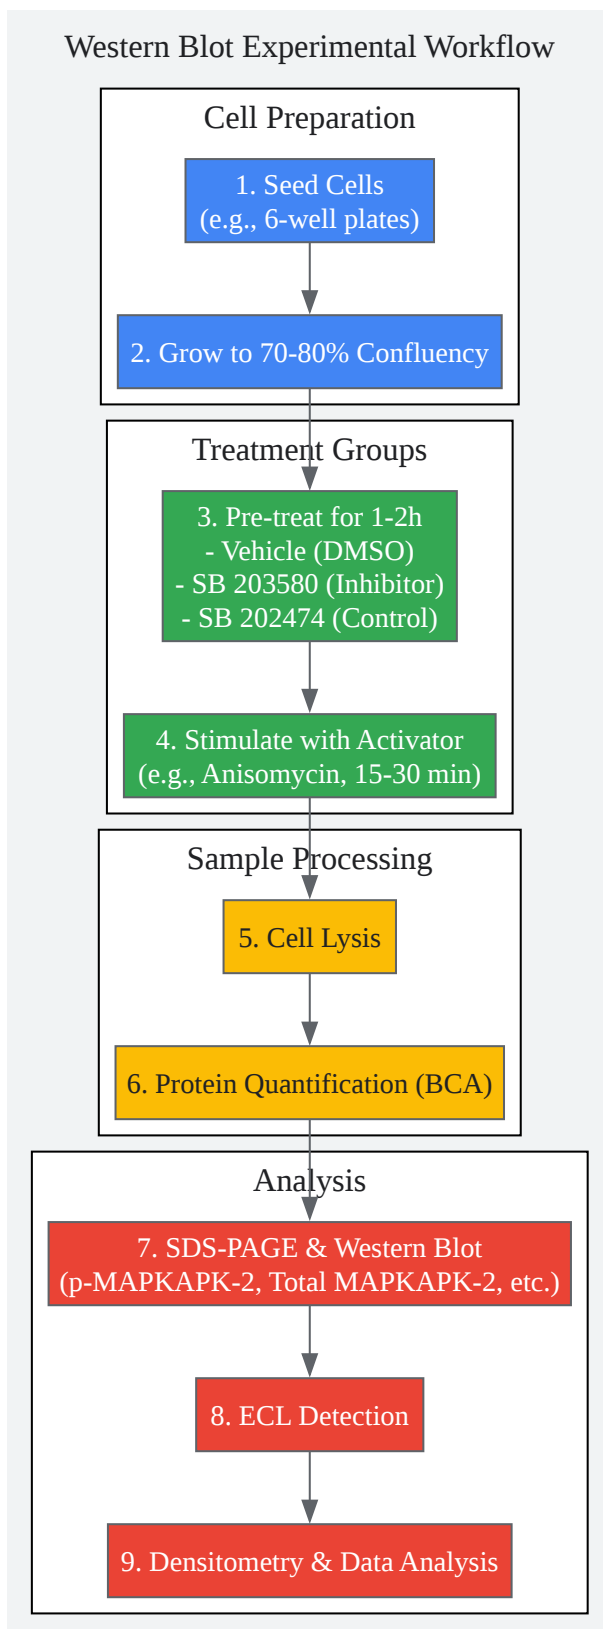 Western Blot Experimental Workflow
Cell Preparation
1. Seed Cells
(e.g., 6-well plates)
2. Grow to 70-80% Confluency
Treatment Groups
3. Pre-treat for 1-2h
- Vehicle (DMSO)
- SB 203580 (Inhibitor)
- SB 202474 (Control)
4. Stimulate with Activator
(e.g., Anisomycin, 15-30 min)
Sample Processing
5. Cell Lysis
6. Protein Quantification (BCA)
Analysis
7. SDS-PAGE & Western Blot
(p-MAPKAPK-2, Total MAPKAPK-2, etc.)
8. ECL Detection
9. Densitometry & Data Analysis